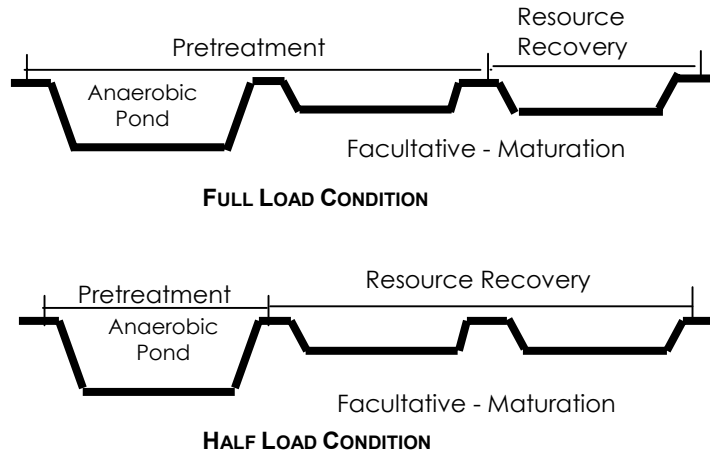 Pretreatment
Resource
Recovery
Anaerobic
Pond
Facultative - Maturation
FULL LOAD CONDITION
Pretreatment
Resource Recovery
Anaerobic
Pond
Facultative - Maturation
HALF LOAD CONDITION